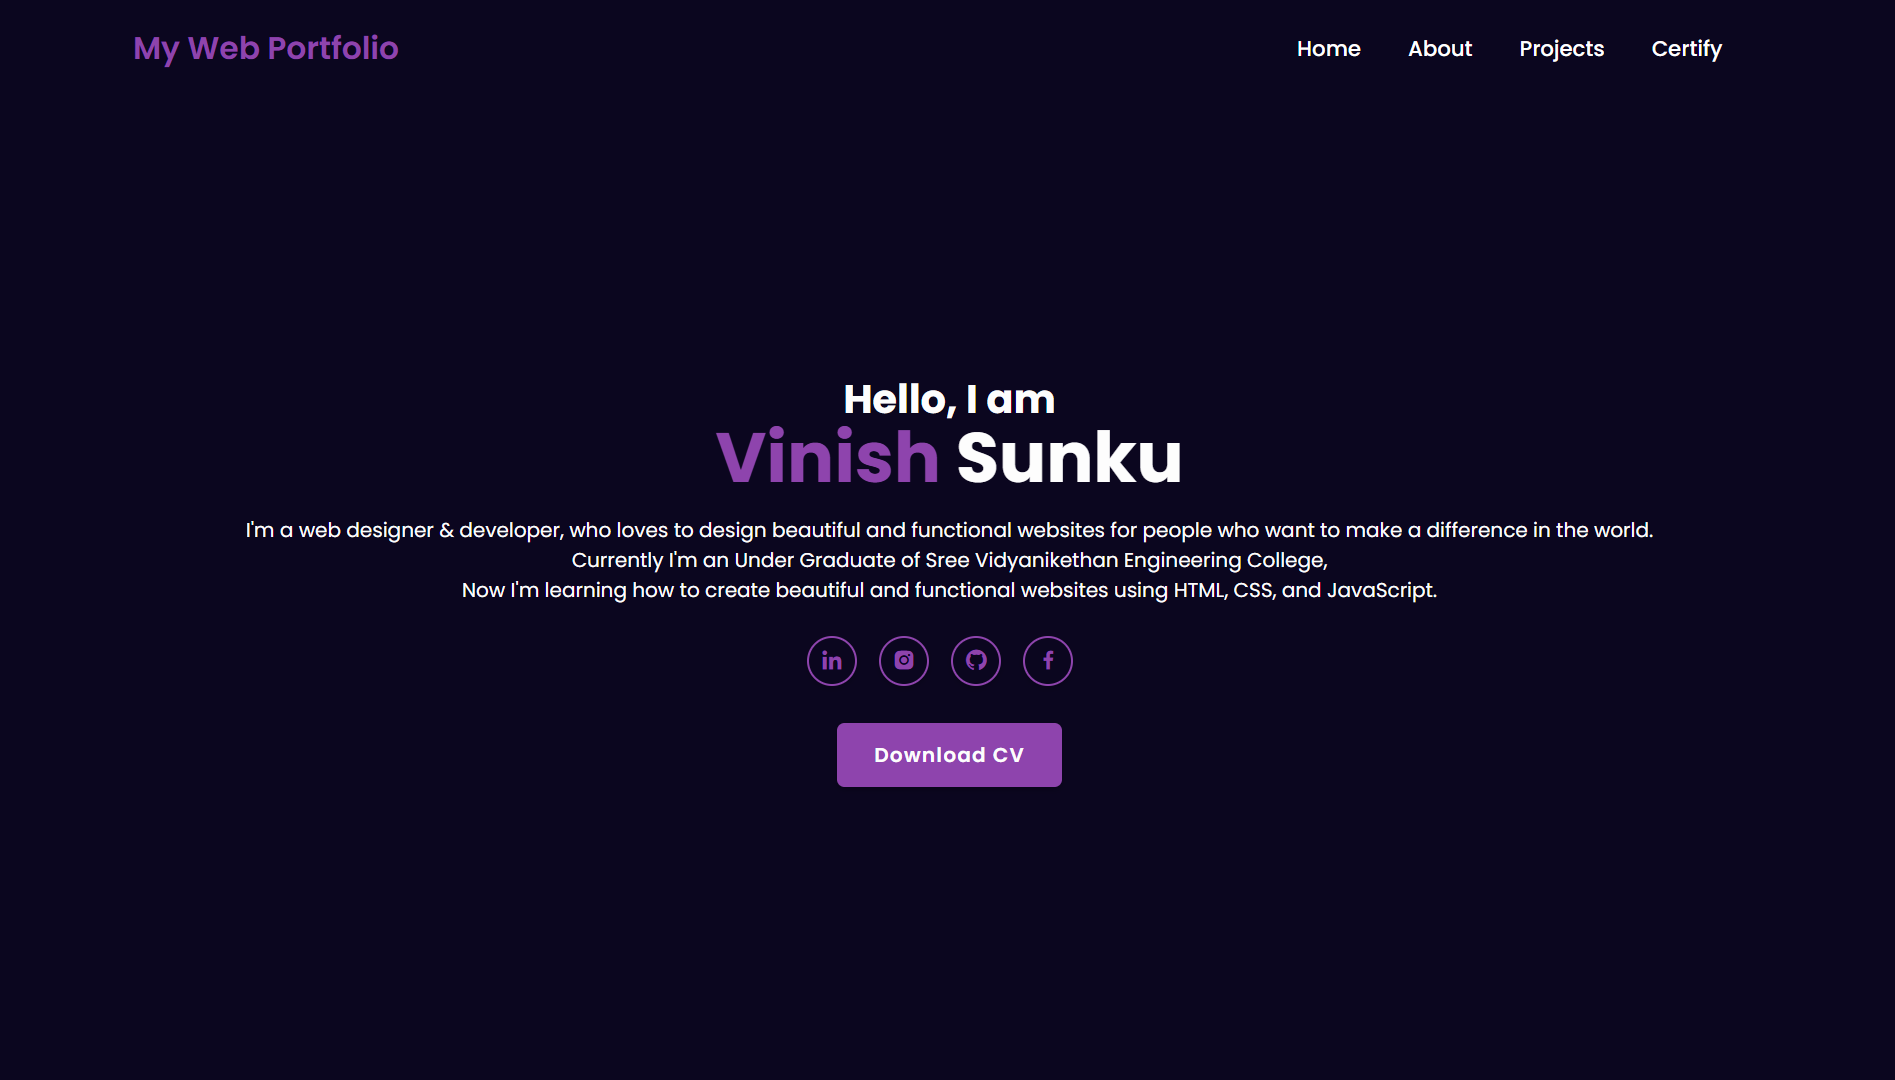 My Web Portfolio
Home
About
Projects
Certify
Hello, I am
Vinish Sunku
I'm a web designer & developer, who loves to design beautiful and functional websites for people who want to make a difference in the world.
Currently I'm an Under Graduate of Sree Vidyanikethan Engineering College,
Now I'm learning how to create beautiful and functional websites using HTML, CSS, and JavaScript.
Download CV